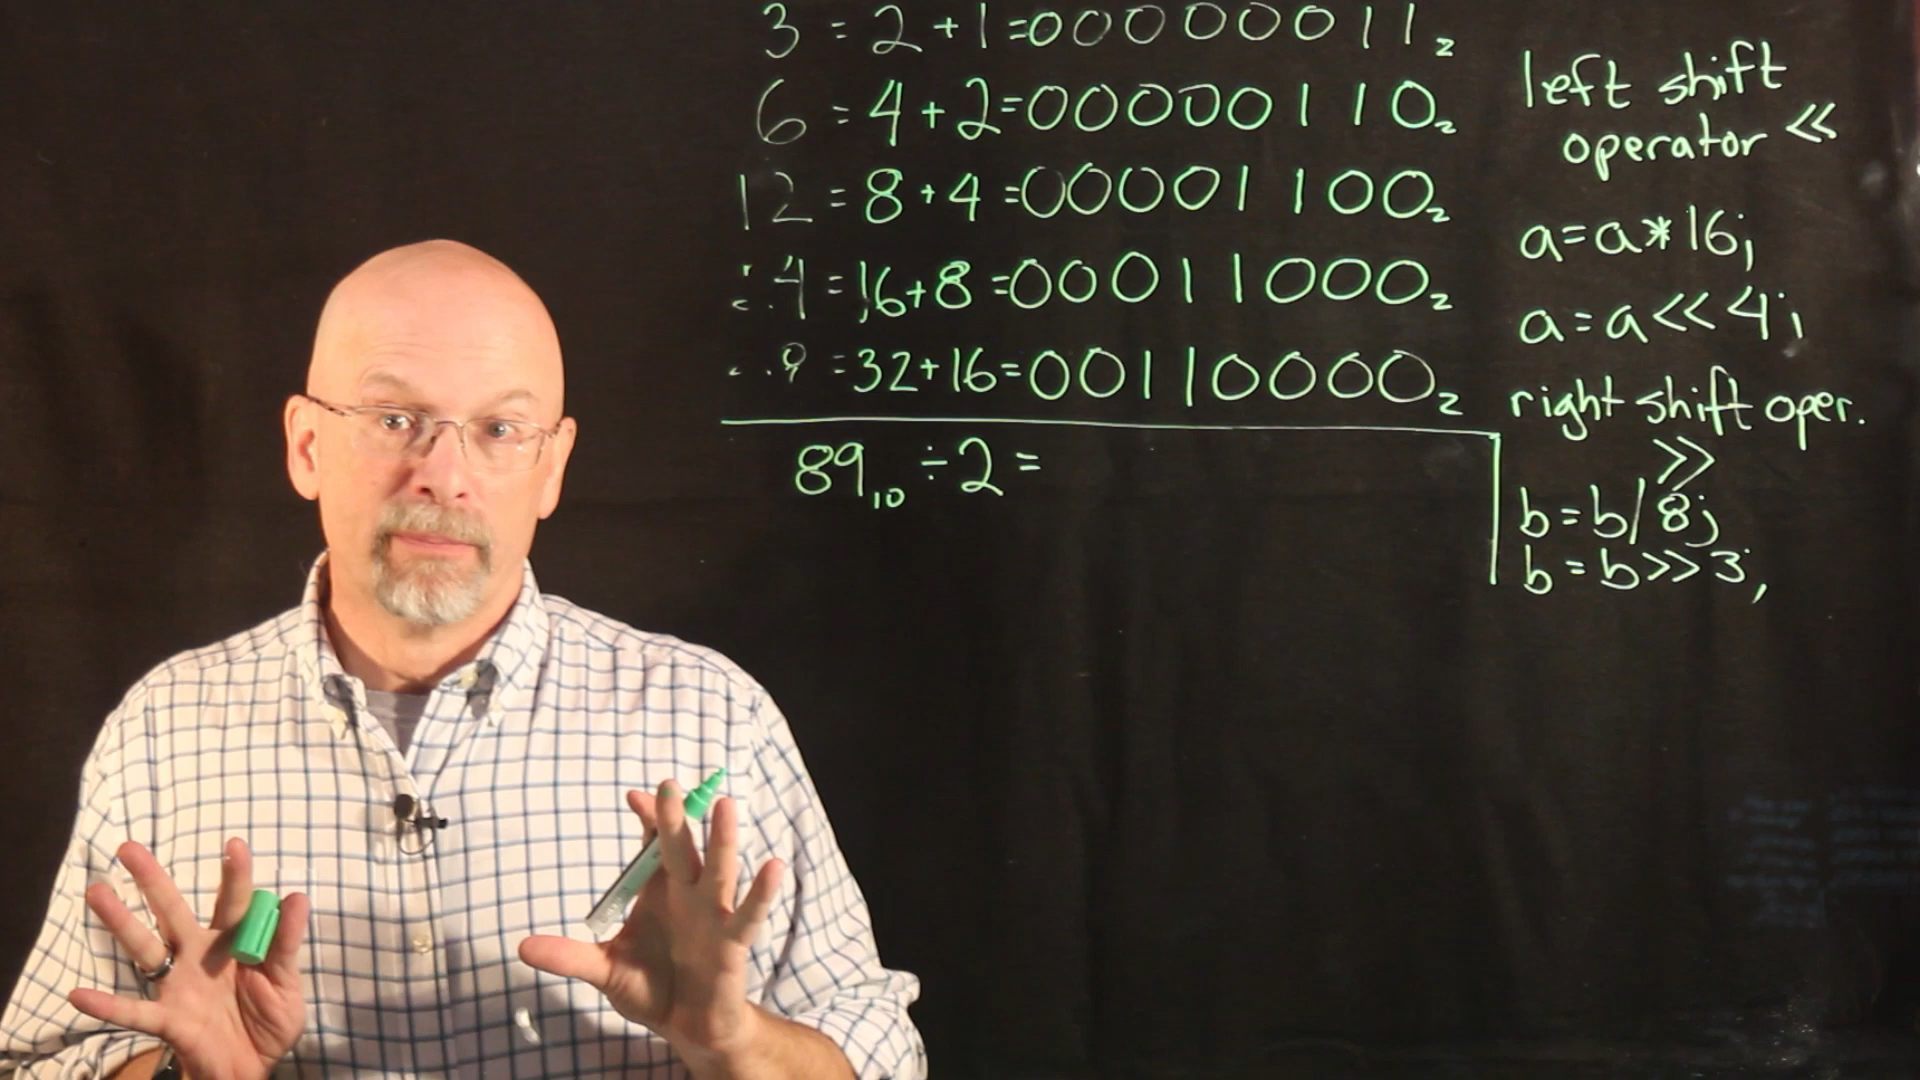 3 = 2 + 1 = 00000011₂
6 = 4 + 2 = 00000110₂
12 = 8 + 4 = 00001100₂
= 16 + 8 = 00011000₂
= 32 + 16 = 00110000₂
89₁₀ ÷ 2 =
left shift
operator <<
a = a * 16;
a = a << 4;
right shift oper.
>>
b = b / 8;
b = b >> 3;